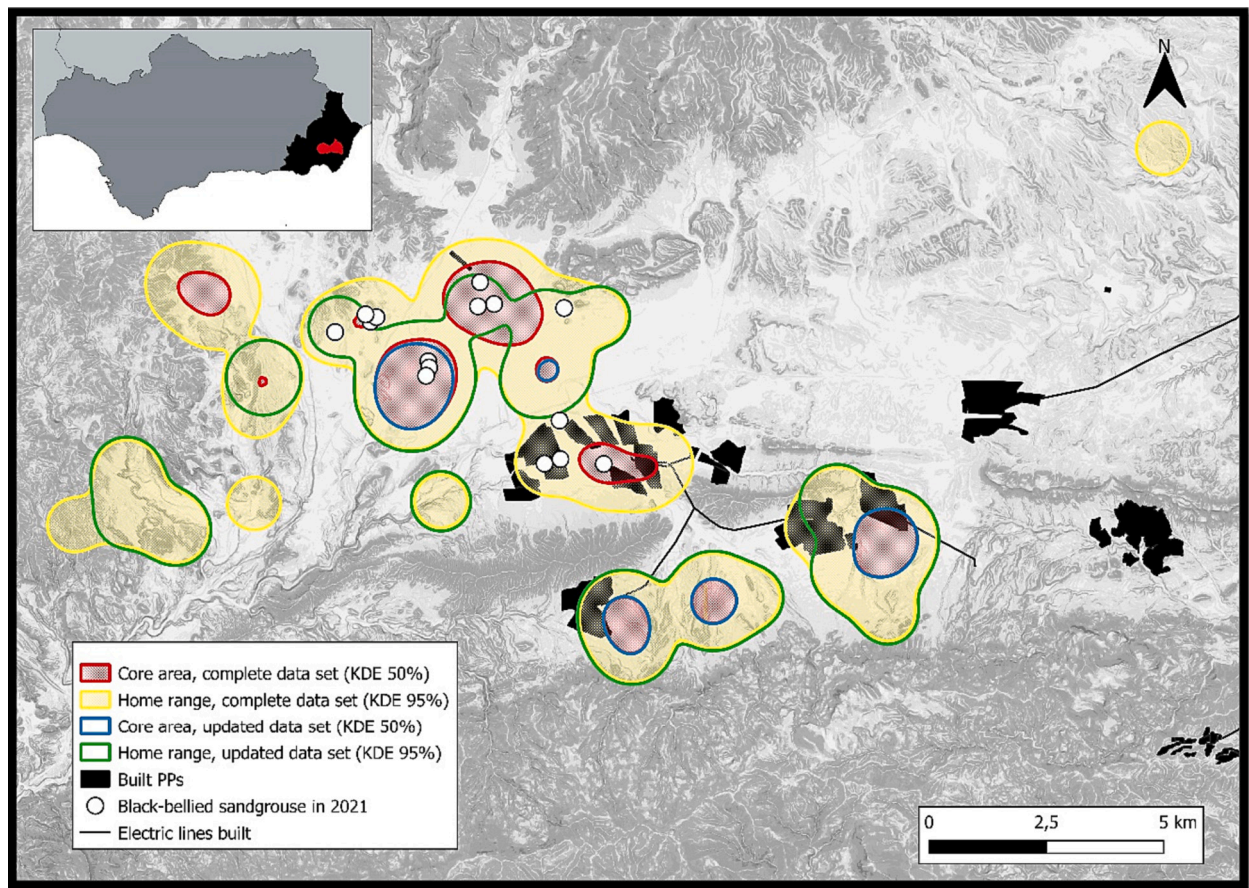 N
Core area, complete data set (KDE 50%)
Home range, complete data set (KDE 95%)
Core area, updated data set (KDE 50%)
Home range, updated data set (KDE 95%)
Built PPs
Black-bellied sandgrouse in 2021
Electric lines built
0 2,5 5 km